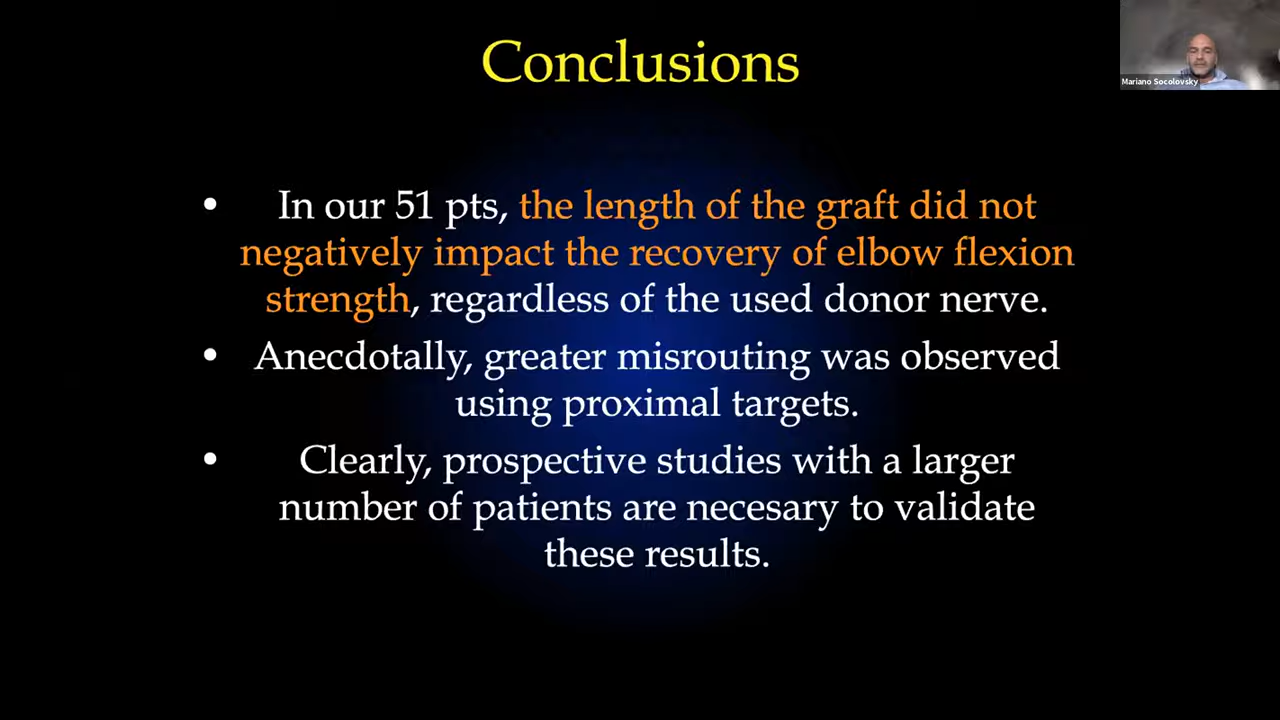 Conclusions
Mariano Socolovsky
• In our 51 pts, the length of the graft did not
negatively impact the recovery of elbow flexion
strength, regardless of the used donor nerve.
• Anecdotally, greater misrouting was observed
using proximal targets.
• Clearly, prospective studies with a larger
number of patients are necesary to validate
these results.